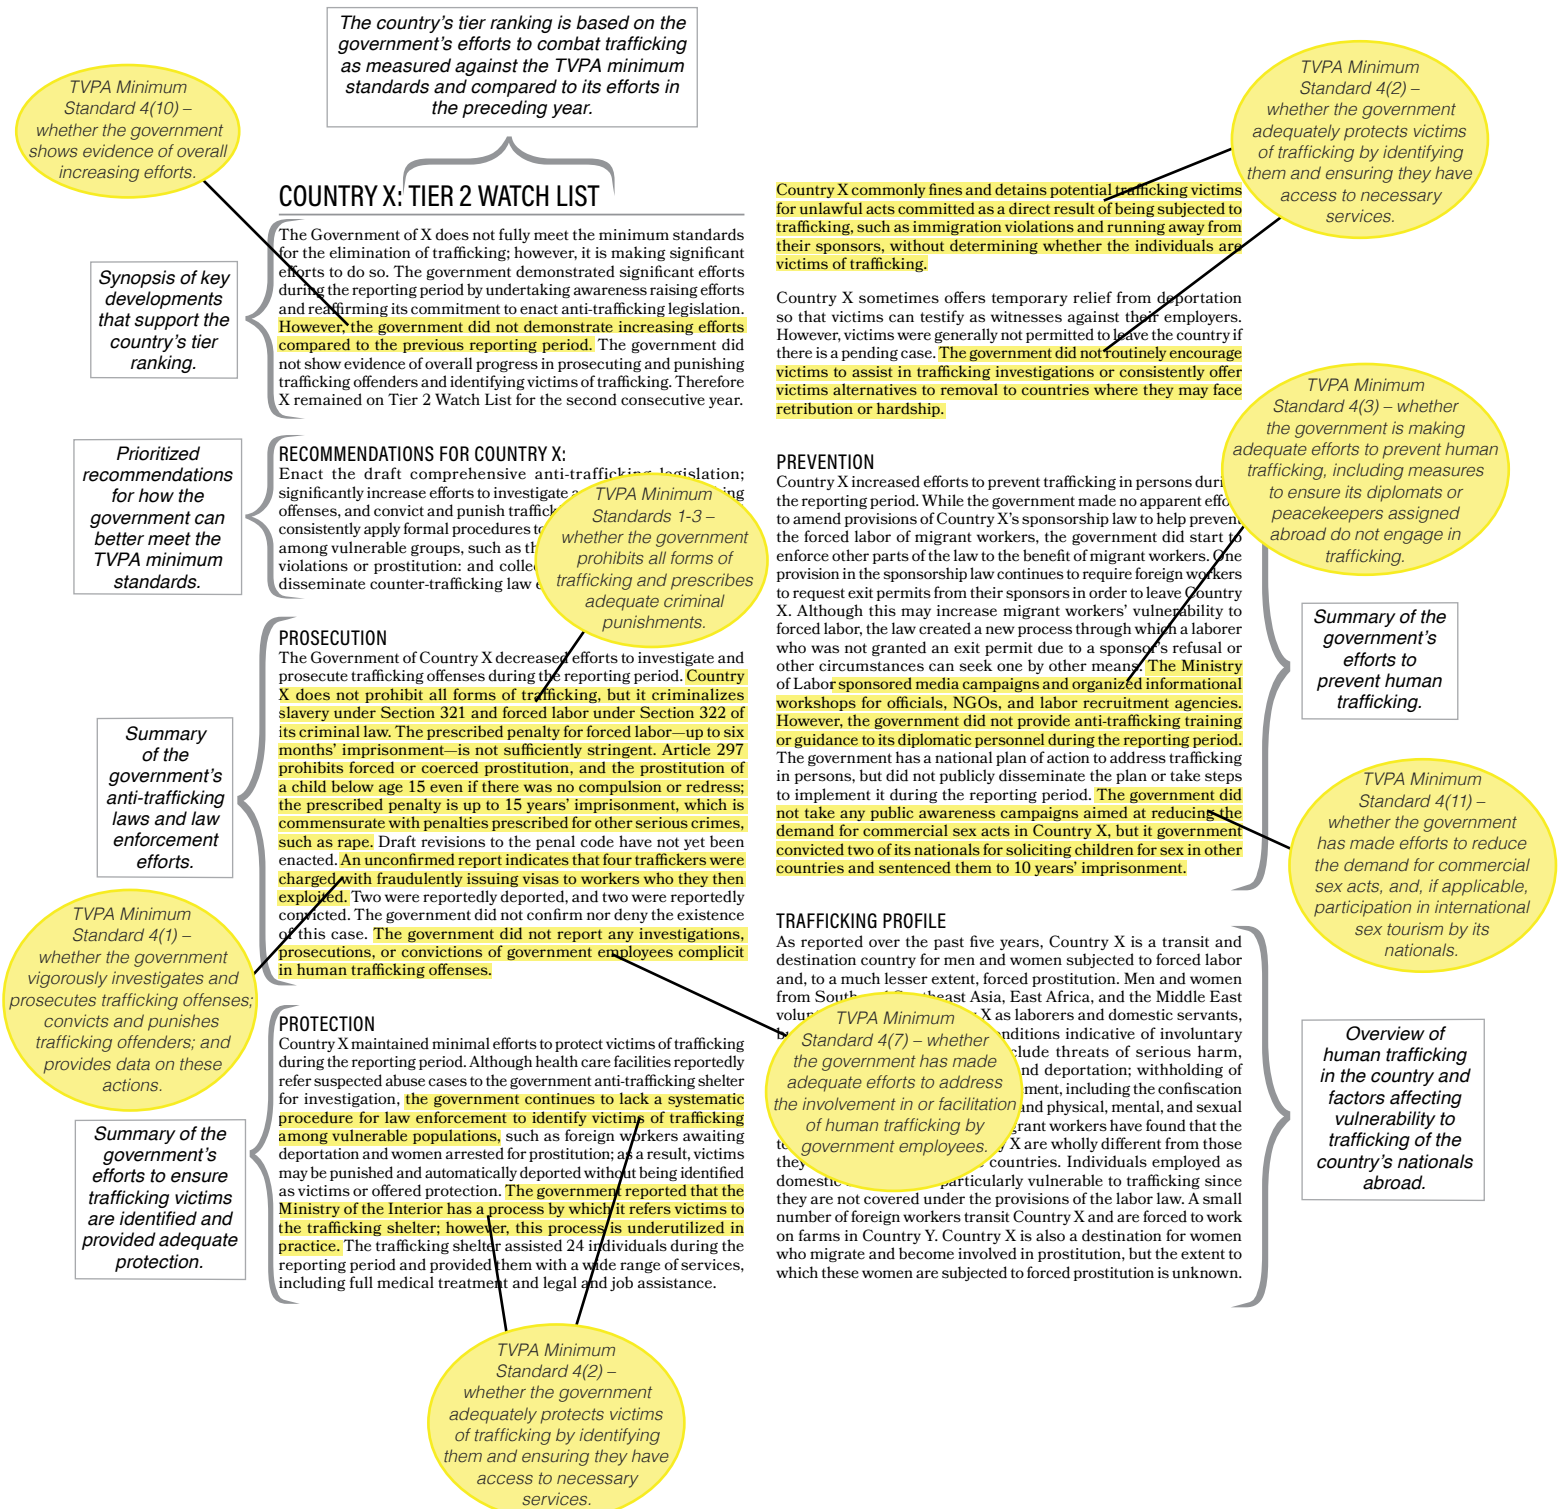 The country's tier ranking is based on the
government's efforts to combat trafficking
as measured against the TVPA minimum
standards and compared to its efforts in
the preceding year.
TVPA Minimum
Standard 4(10) –
whether the government
shows evidence of overall
increasing efforts.
COUNTRY X: TIER 2 WATCH LIST
Synopsis of key
developments
that support the
country's tier
ranking.
The Government of X does not fully meet the minimum standards
for the elimination of trafficking; however, it is making significant
efforts to do so. The government demonstrated significant efforts
during the reporting period by undertaking awareness raising efforts
and reaffirming its commitment to enact anti-trafficking legislation.
However, the government did not demonstrate increasing efforts
compared to the previous reporting period. The government did
not show evidence of overall progress in prosecuting and punishing
trafficking offenders and identifying victims of trafficking. Therefore
X remained on Tier 2 Watch List for the second consecutive year.
Prioritized
recommendations
for how the
government can
better meet the
TVPA minimum
standards.
RECOMMENDATIONS FOR COUNTRY X:
Enact the draft comprehensive anti-trafficking legislation;
significantly increase efforts to investigate
offenses, and convict and punish
consistently apply formal procedures to
among vulnerable groups, such as
violations or prostitution: and
disseminate counter-trafficking law
TVPA Minimum
Standards 1-3 –
whether the government
prohibits all forms of
trafficking and prescribes
adequate criminal
punishments.
Summary
of the
government's
anti-trafficking
laws and law
enforcement
efforts.
PROSECUTION
The Government of Country X decreased efforts to investigate and
prosecute trafficking offenses during the reporting period. Country
X does not prohibit all forms of trafficking, but it criminalizes
slavery under Section 321 and forced labor under Section 322 of
its criminal law. The prescribed penalty for forced labor—up to six
months' imprisonment—is not sufficiently stringent. Article 297
prohibits forced or coerced prostitution, and the prostitution of
a child below age 15 even if there was no compulsion or redress;
the prescribed penalty is up to 15 years' imprisonment, which is
commensurate with penalties prescribed for other serious crimes,
such as rape. Draft revisions to the penal code have not yet been
enacted. An unconfirmed report indicates that four traffickers were
charged with fraudulently issuing visas to workers who they then
exploited. Two were reportedly deported, and two were reportedly
convicted. The government did not confirm nor deny the existence
of this case. The government did not report any investigations,
prosecutions, or convictions of government employees complicit
in human trafficking offenses.
TVPA Minimum
Standard 4(1) –
whether the government
vigorously investigates and
prosecutes trafficking offenses;
convicts and punishes
trafficking offenders; and
provides data on these
actions.
Summary of the
government's
efforts to ensure
trafficking victims
are identified and
provided adequate
protection.
PROTECTION
Country X maintained minimal efforts to protect victims of trafficking
during the reporting period. Although health care facilities reportedly
refer suspected abuse cases to the government anti-trafficking shelter
for investigation, the government continues to lack a systematic
procedure for law enforcement to identify victims of trafficking
among vulnerable populations, such as foreign workers awaiting
deportation and women arrested for prostitution; as a result, victims
may be punished and automatically deported without being identified
as victims or offered protection. The government reported that the
Ministry of the Interior has a process by which it refers victims to
the trafficking shelter; however, this process is underutilized in
practice. The trafficking shelter assisted 24 individuals during the
reporting period and provided them with a wide range of services,
including full medical treatment and legal and job assistance.
TVPA Minimum
Standard 4(2) –
whether the government
adequately protects victims
of trafficking by identifying
them and ensuring they have
access to necessary
services.
Country X commonly fines and detains potential trafficking victims
for unlawful acts committed as a direct result of being subjected to
trafficking, such as immigration violations and running away from
their sponsors, without determining whether the individuals are
victims of trafficking.
TVPA Minimum
Standard 4(2) –
whether the government
adequately protects victims
of trafficking by identifying
them and ensuring they have
access to necessary
services.
Country X sometimes offers temporary relief from deportation
so that victims can testify as witnesses against their employers.
However, victims were generally not permitted to leave the country if
there is a pending case. The government did not routinely encourage
victims to assist in trafficking investigations or consistently offer
victims alternatives to removal to countries where they may face
retribution or hardship.
TVPA Minimum
Standard 4(3) – whether
the government is making
adequate efforts to prevent human
trafficking, including measures
to ensure its diplomats or
peacekeepers assigned
abroad do not engage in
trafficking.
PREVENTION
Country X increased efforts to prevent trafficking in persons
the reporting period. While the government made no apparent
to amend provisions of Country X's sponsorship law to help prevent
the forced labor of migrant workers, the government did start to
enforce other parts of the law to the benefit of migrant workers. One
provision in the sponsorship law continues to require foreign workers
to request exit permits from their sponsors in order to leave Country
X. Although this may increase migrant workers' vulnerability to
forced labor, the law created a new process through which a laborer
who was not granted an exit permit due to a sponsor's refusal or
other circumstances can seek one by other means. The Ministry
of Labor sponsored media campaigns and organized informational
workshops for officials, NGOs, and labor recruitment agencies.
However, the government did not provide anti-trafficking training
or guidance to its diplomatic personnel during the reporting period.
The government has a national plan of action to address trafficking
in persons, but did not publicly disseminate the plan or take steps
to implement it during the reporting period. The government did
not take any public awareness campaigns aimed at reducing the
demand for commercial sex acts in Country X, but it government
convicted two of its nationals for soliciting children for sex in other
countries and sentenced them to 10 years' imprisonment.
Summary of the
government's
efforts to
prevent human
trafficking.
TVPA Minimum
Standard 4(11) –
whether the government
has made efforts to reduce
the demand for commercial
sex acts, and, if applicable,
participation in international
sex tourism by its
nationals.
TRAFFICKING PROFILE
As reported over the past five years, Country X is a transit and
destination country for men and women subjected to forced labor
and, to a much lesser extent, forced prostitution. Men and women
from Asia, East Africa, and the Middle East
X as laborers and domestic servants,
indicative of involuntary
threats of serious harm,
deportation; withholding of
including the confiscation
and physical, mental, and sexual
workers have found that the
X are wholly different from those
they countries. Individuals employed as
domestic particularly vulnerable to trafficking since
they are not covered under the provisions of the labor law. A small
number of foreign workers transit Country X and are forced to work
on farms in Country Y. Country X is also a destination for women
who migrate and become involved in prostitution, but the extent to
which these women are subjected to forced prostitution is unknown.
TVPA Minimum
Standard 4(7) – whether
the government has made
adequate efforts to address
the involvement in or facilitation
of human trafficking by
government employees.
Overview of
human trafficking
in the country and
factors affecting
vulnerability to
trafficking of the
country's nationals
abroad.